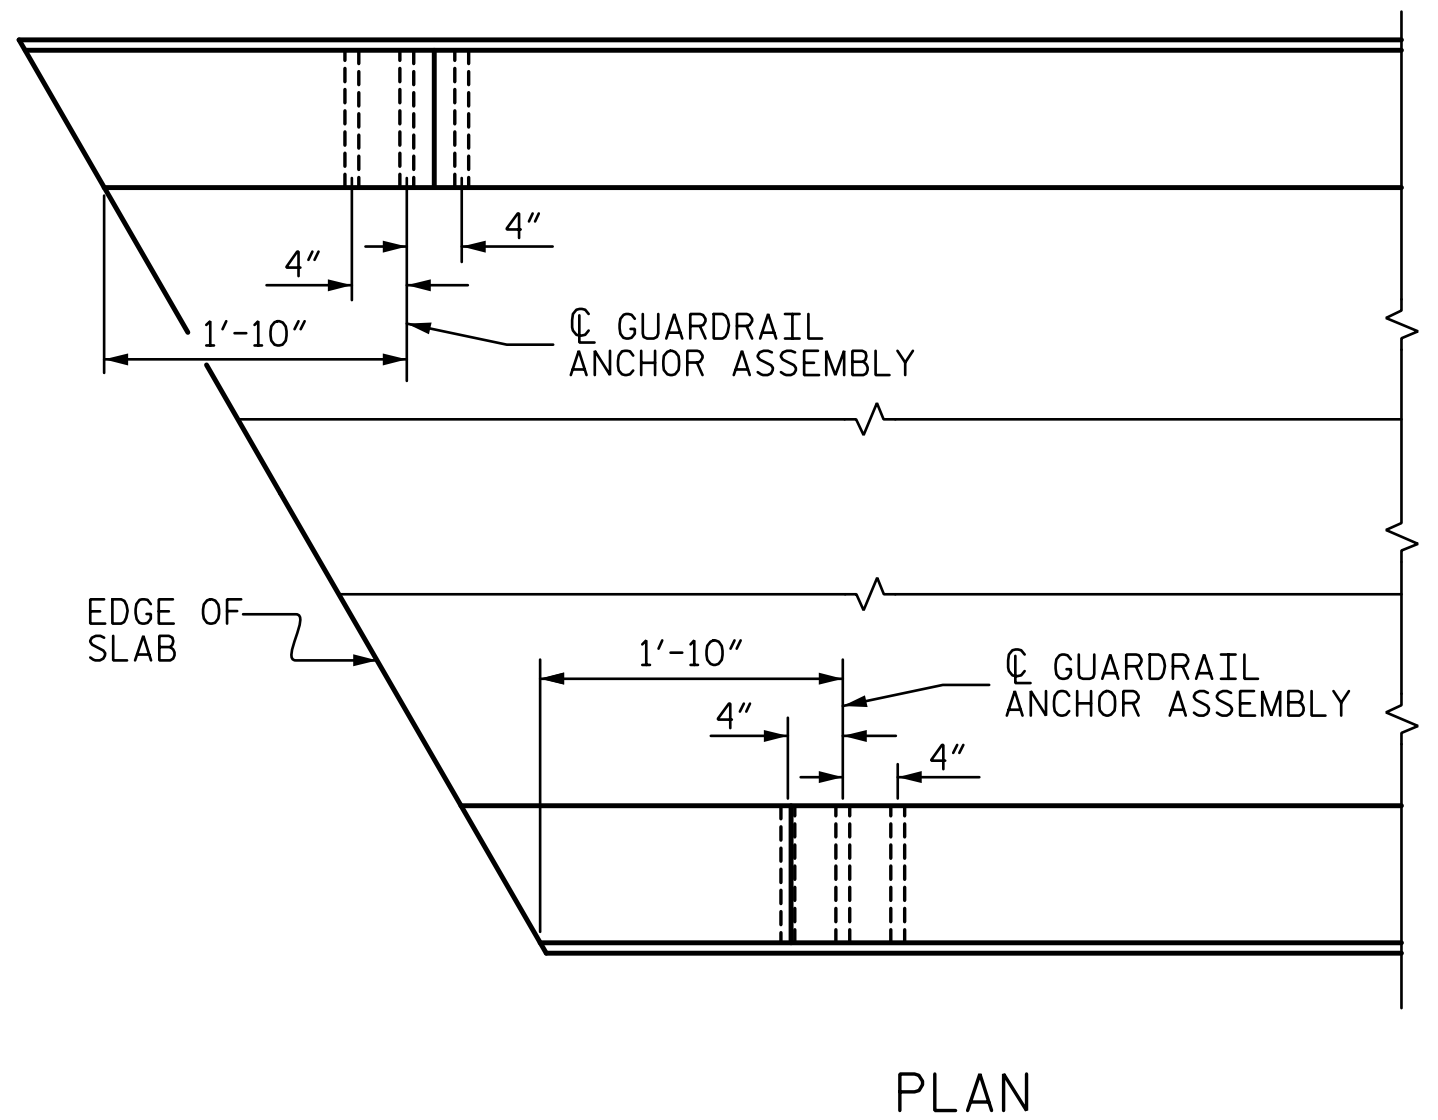 4"
4"
1'-10"
℄ GUARDRAIL
ANCHOR ASSEMBLY
EDGE OF
SLAB
1'-10"
℄ GUARDRAIL
ANCHOR ASSEMBLY
4"
4"
PLAN